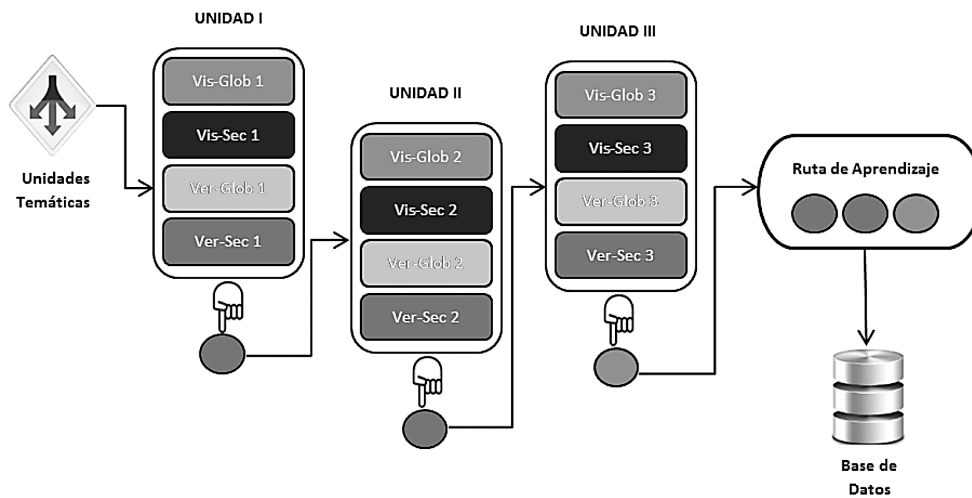 UNIDAD I
Vis-Glob 1
Vis-Sec 1
Ver-Glob 1
Ver-Sec 1
Unidades
Temáticas
UNIDAD II
Vis-Glob 2
Vis-Sec 2
Ver-Glob 2
Ver-Sec 2
UNIDAD III
Vis-Glob 3
Vis-Sec 3
Ver-Glob 3
Ver-Sec 3
Ruta de Aprendizaje
Base de
Datos